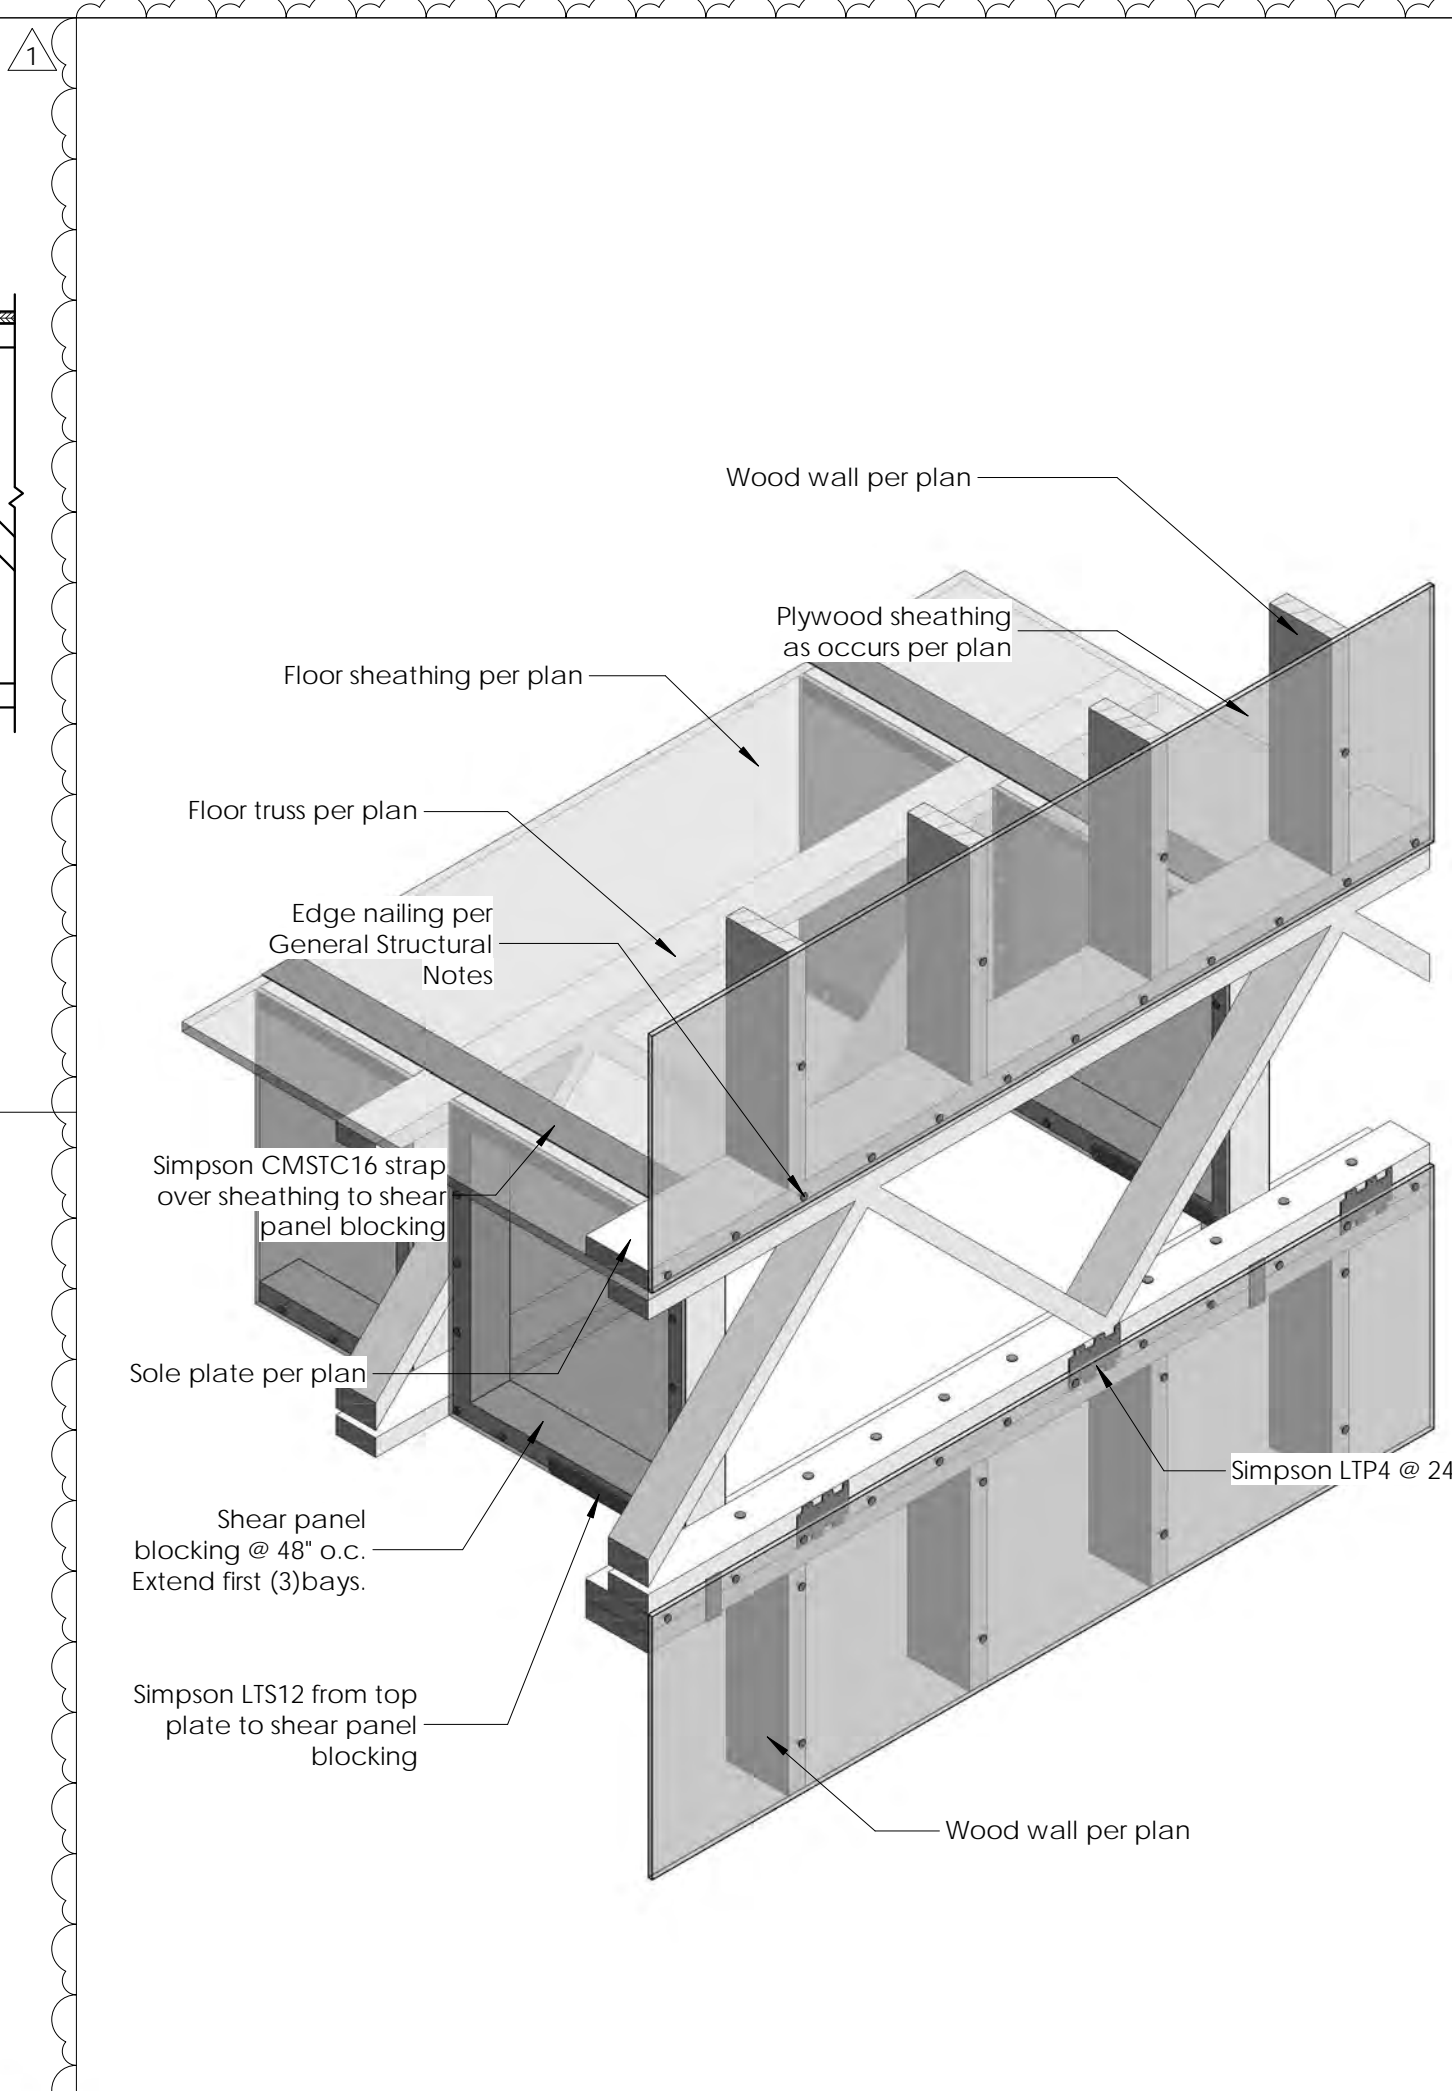 1
Wood wall per plan
Plywood sheathing
as occurs per plan
Floor sheathing per plan
Floor truss per plan
Edge nailing per
General Structural
Notes
Simpson CMSTC16 strap
over sheathing to shear
panel blocking
Sole plate per plan
Simpson LTP4 @ 24
Shear panel
blocking @ 48" o.c.
Extend first (3)bays.
Simpson LTS12 from top
plate to shear panel
blocking
Wood wall per plan